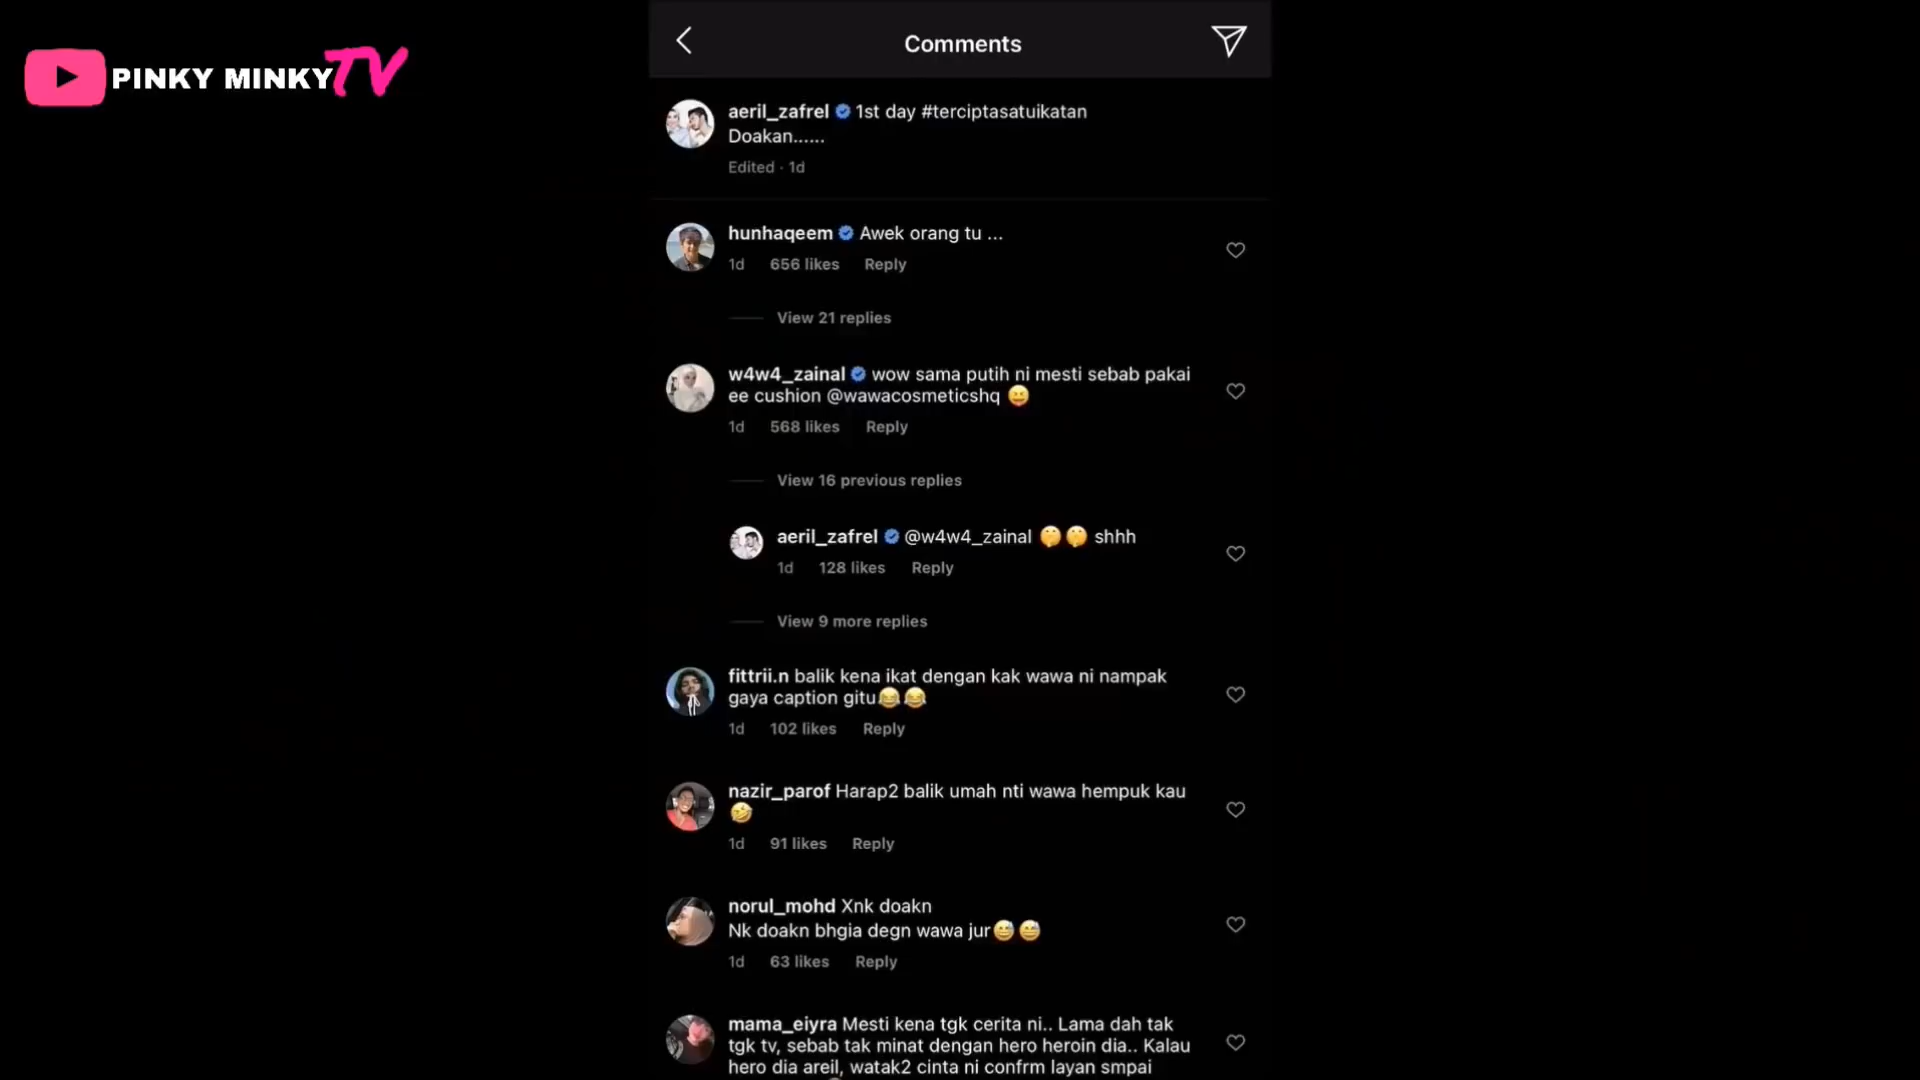 PINKY MINKY TV
Comments
aeril_zafrel 1st day #terciptasatuikatan
Doakan......
Edited · 1d
hunhaqeem Awek orang tu ...
1d 656 likes Reply
View 21 replies
w4w4_zainal wow sama putih ni mesti sebab pakai
ee cushion @wawacosmeticshq 😝
1d 568 likes Reply
View 16 previous replies
aeril_zafrel @w4w4_zainal 🤫🤫 shhh
1d 128 likes Reply
View 9 more replies
fittrii.n balik kena ikat dengan kak wawa ni nampak
gaya caption gitu😂😂
1d 102 likes Reply
nazir_parof Harap2 balik umah nti wawa hempuk kau
🤣
1d 91 likes Reply
norul_mohd Xnk doakn
Nk doakn bhgia degn wawa jur😅😅
1d 63 likes Reply
mama_eiyra Mesti kena tgk cerita ni.. Lama dah tak
tgk tv, sebab tak minat dengan hero heroin dia.. Kalau
hero dia areil, watak2 cinta ni confrm layan smpai